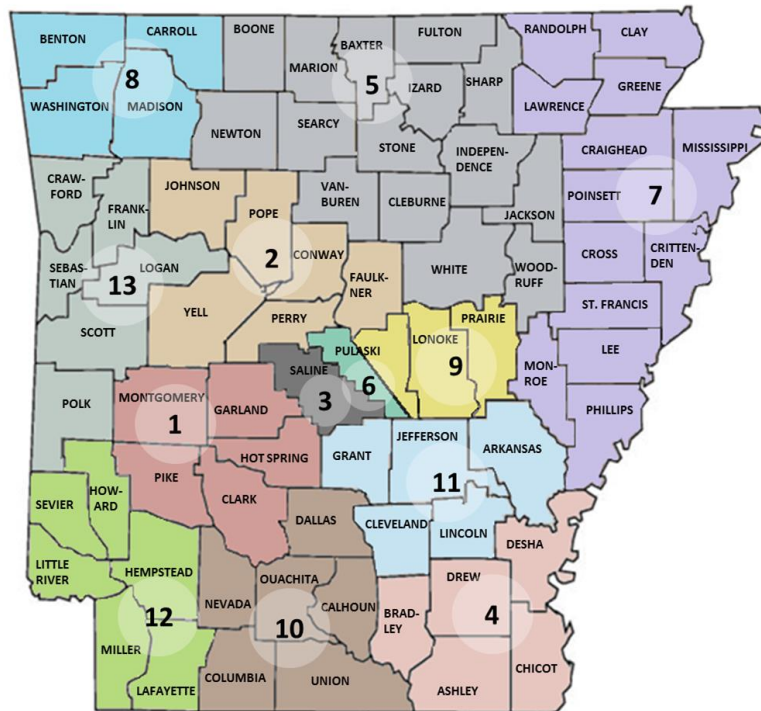 BENTON
CARROLL
BOONE
BAXTER
FULTON
RANDOLPH
CLAY
MARION
5
IZARD
SHARP
GREENE
8
WASHINGTON
MADISON
LAWRENCE
NEWTON
SEARCY
STONE
INDEPEN-
DENCE
CRAIGHEAD
MISSISSIPPI
CRAW-
FORD
JOHNSON
POPE
VAN-
BUREN
CLEBURNE
JACKSON
POINSETT
7
FRANK-
LIN
SEBAS-
TIAN
LOGAN
13
2
CONWAY
FAULK-
NER
WHITE
WOOD-
RUFF
CROSS
CRITTEN-
DEN
SCOTT
YELL
PERRY
PULASKI
LONOKE
PRAIRIE
ST. FRANCIS
LEE
MON-
ROE
PHILLIPS
SALINE
3
6
9
POLK
MONTGOMERY
1
GARLAND
HOT SPRING
GRANT
JEFFERSON
ARKANSAS
11
PIKE
CLARK
HOW-
ARD
SEVIER
DALLAS
CLEVELAND
LINCOLN
DESHA
LITTLE
RIVER
HEMPSTEAD
12
NEVADA
OUACHITA
10
CALHOUN
BRAD-
LEY
DREW
4
MILLER
LAFAYETTE
COLUMBIA
UNION
ASHLEY
CHICOT